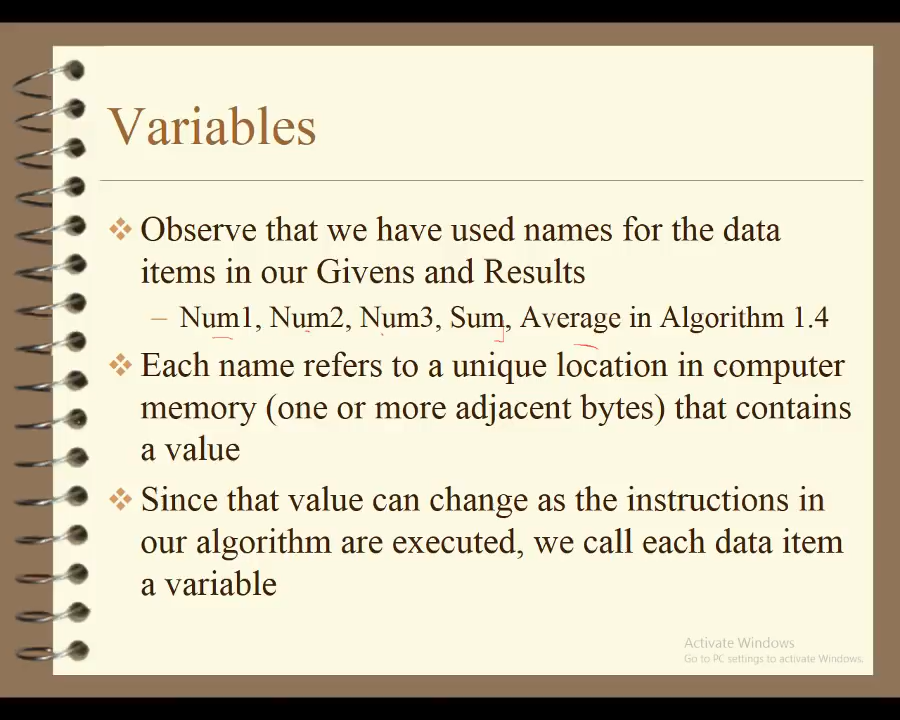 Variables
Observe that we have used names for the data
items in our Givens and Results
– Num1, Num2, Num3, Sum, Average in Algorithm 1.4
Each name refers to a unique location in computer
memory (one or more adjacent bytes) that contains
a value
Since that value can change as the instructions in
our algorithm are executed, we call each data item
a variable
Activate Windows
Go to PC settings to activate Windows.